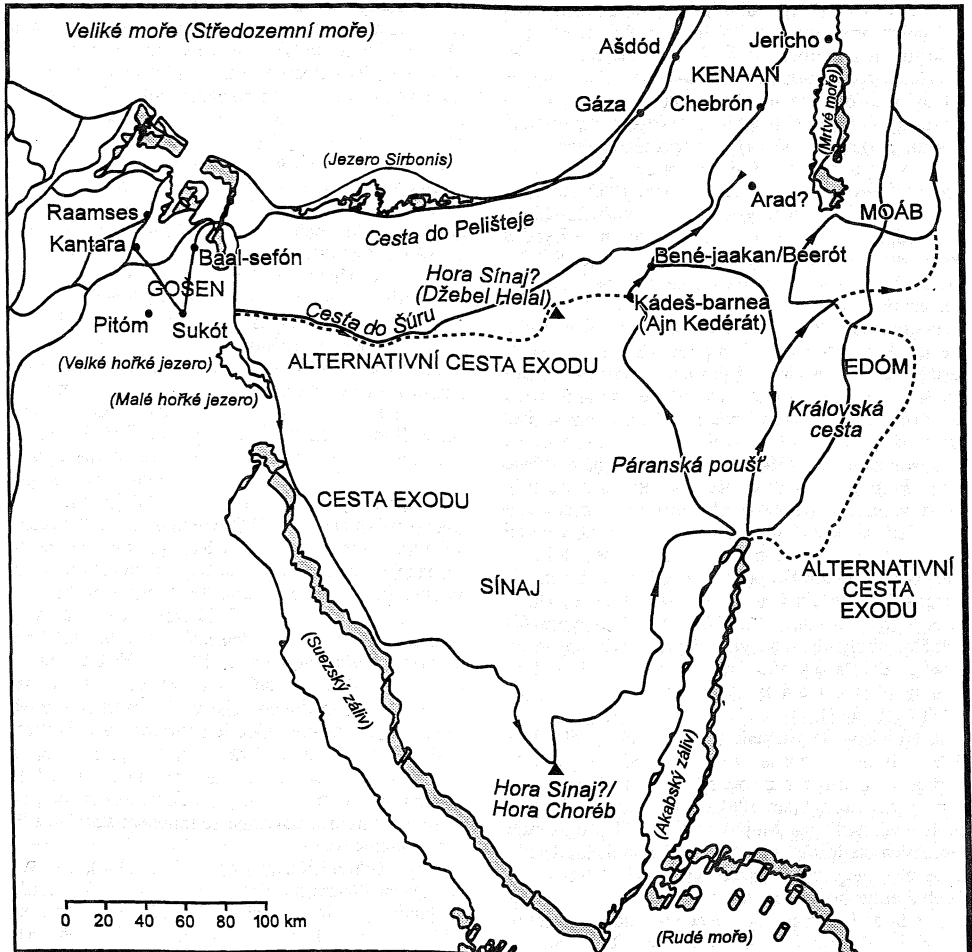 Veliké moře (Středozemní moře)
Ašdód
Jericho
KENAAN
Gáza
Chebrón
(Mrtvé moře)
(Jezero Sirbonis)
Arad?
Raamses
MOÁB
Cesta do Pelišteje
Kantara
Baal-sefón
Bené-jaakan/Beerót
Hora Sínaj?
(Džebel Helál)
GOŠEN
Kádeš-barnea
(Ajn Kedérát)
Pitóm
Sukót
Cesta do Šúru
(Velké hořké jezero)
ALTERNATIVNÍ CESTA EXODU
EDÓM
(Malé hořké jezero)
Královská
cesta
Páranská poušť
CESTA EXODU
SÍNAJ
ALTERNATIVNÍ
CESTA
EXODU
(Suezský záliv)
(Akabský záliv)
Hora Sínaj?/
Hora Choréb
0 20 40 60 80 100 km
(Rudé moře)